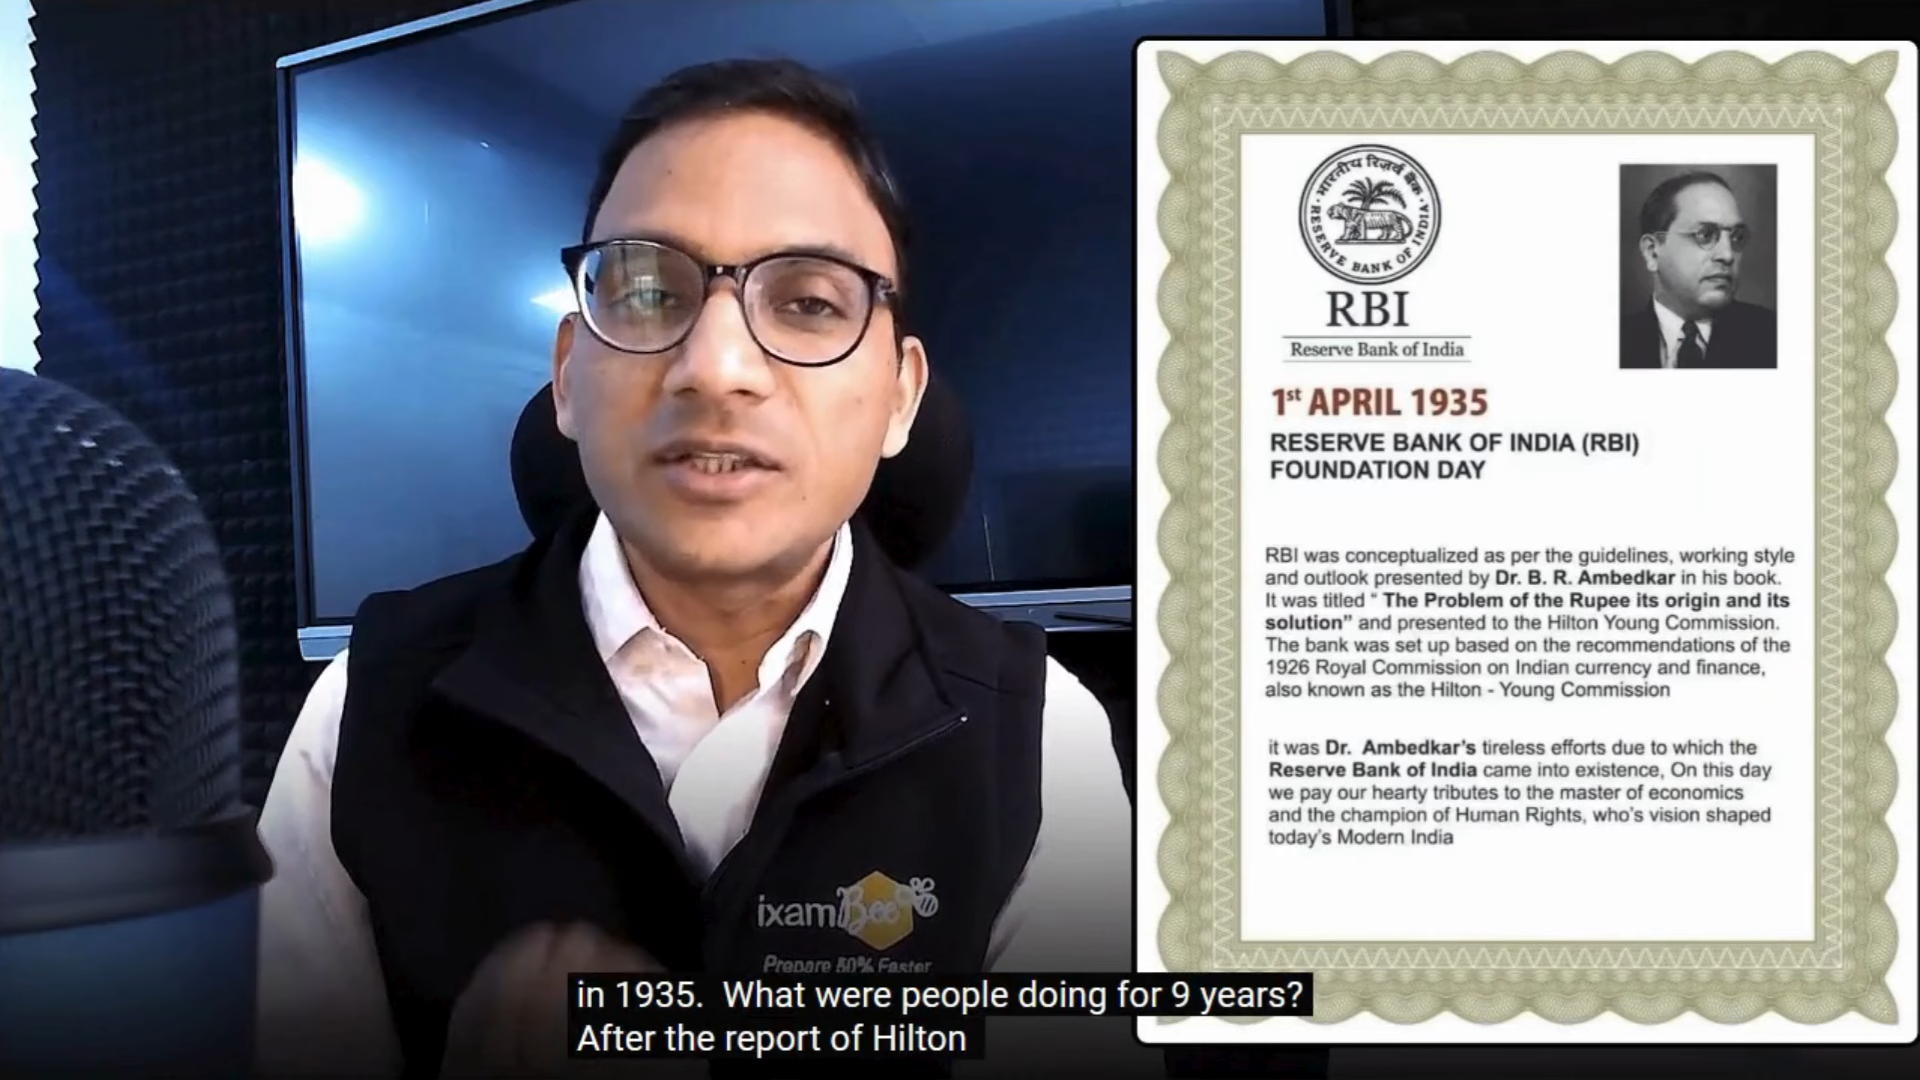 भारतीय रिज़र्व बैंक
RESERVE BANK OF INDIA
RBI
Reserve Bank of India
1st APRIL 1935
RESERVE BANK OF INDIA (RBI)
FOUNDATION DAY
RBI was conceptualized as per the guidelines, working style
and outlook presented by Dr. B. R. Ambedkar in his book.
It was titled “ The Problem of the Rupee its origin and its
solution” and presented to the Hilton Young Commission.
The bank was set up based on the recommendations of the
1926 Royal Commission on Indian currency and finance,
also known as the Hilton - Young Commission
it was Dr. Ambedkar’s tireless efforts due to which the
Reserve Bank of India came into existence, On this day
we pay our hearty tributes to the master of economics
and the champion of Human Rights, who’s vision shaped
today’s Modern India
ixamBee
Prepare 50% Faster
in 1935. What were people doing for 9 years?
After the report of Hilton